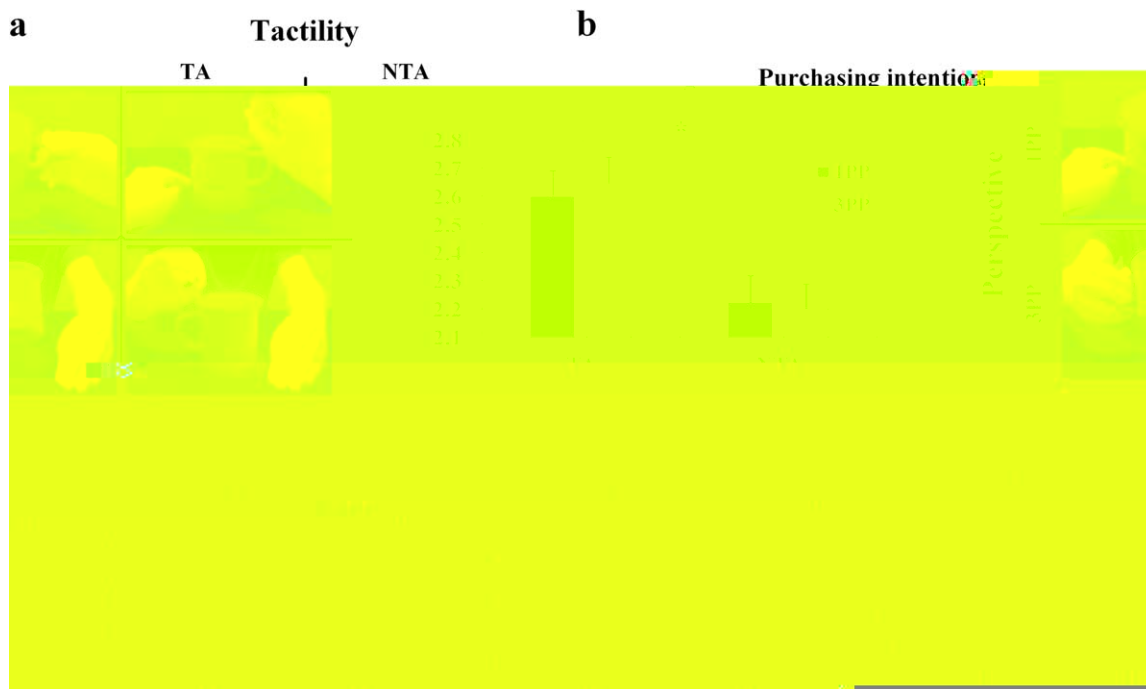 a
b
Tactility
TA
NTA
Purchasing intention
2.8
2.7
2.6
2.5
2.4
2.3
2.2
2.1
1PP
3PP
Perspective
1PP
3PP